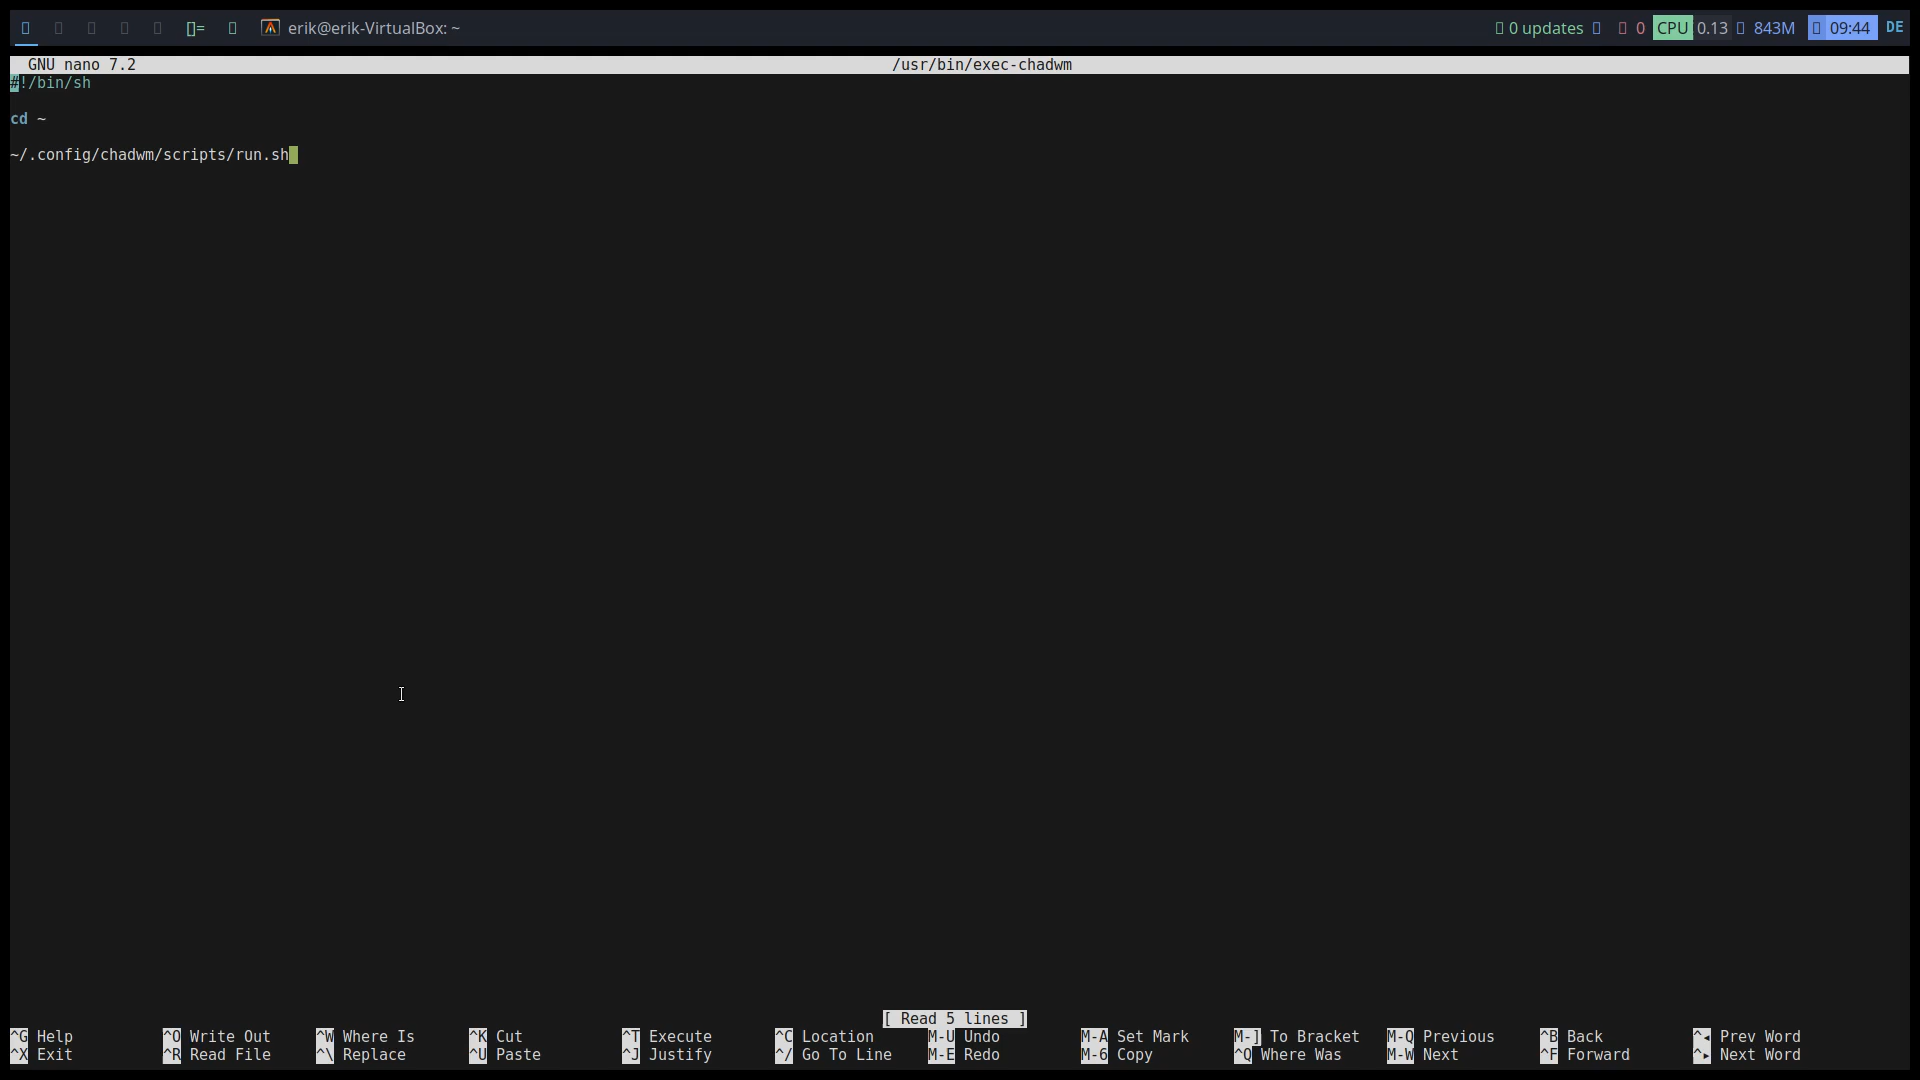 []= erik@erik-VirtualBox: ~ 0 updates 0 CPU 0.13 843M 09:44 DE
GNU nano 7.2 /usr/bin/exec-chadwm
#!/bin/sh
cd ~
~/.config/chadwm/scripts/run.sh
[ Read 5 lines ]
^G Help ^O Write Out ^W Where Is ^K Cut ^T Execute ^C Location M-U Undo M-A Set Mark M-] To Bracket M-Q Previous ^B Back ^◂ Prev Word
^X Exit ^R Read File ^\ Replace ^U Paste ^J Justify ^/ Go To Line M-E Redo M-6 Copy ^Q Where Was M-W Next ^F Forward ^▸ Next Word